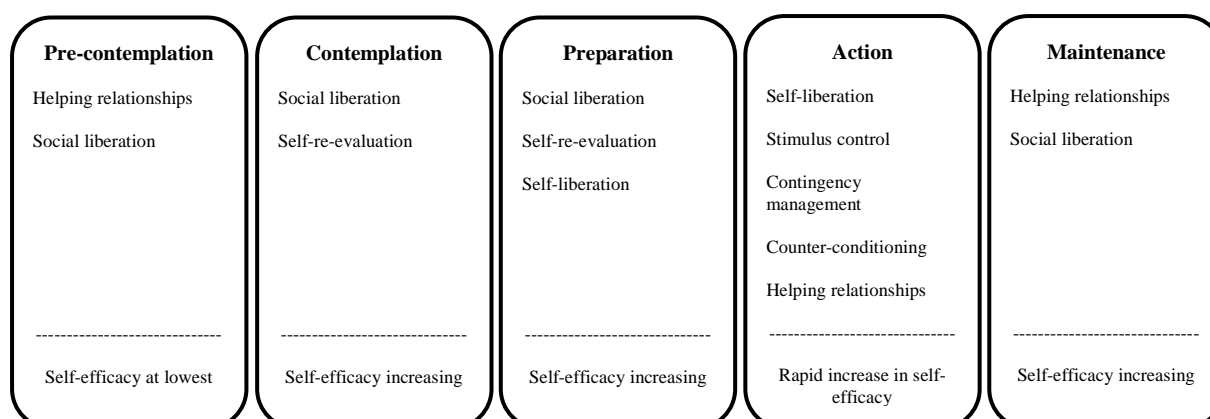 Pre-contemplation
Helping relationships
Social liberation
-------------------------------
Self-efficacy at lowest
Contemplation
Social liberation
Self-re-evaluation
-------------------------------
Self-efficacy increasing
Preparation
Social liberation
Self-re-evaluation
Self-liberation
-------------------------------
Self-efficacy increasing
Action
Self-liberation
Stimulus control
Contingency
management
Counter-conditioning
Helping relationships
-------------------------------
Rapid increase in self-
efficacy
Maintenance
Helping relationships
Social liberation
-------------------------------
Self-efficacy increasing